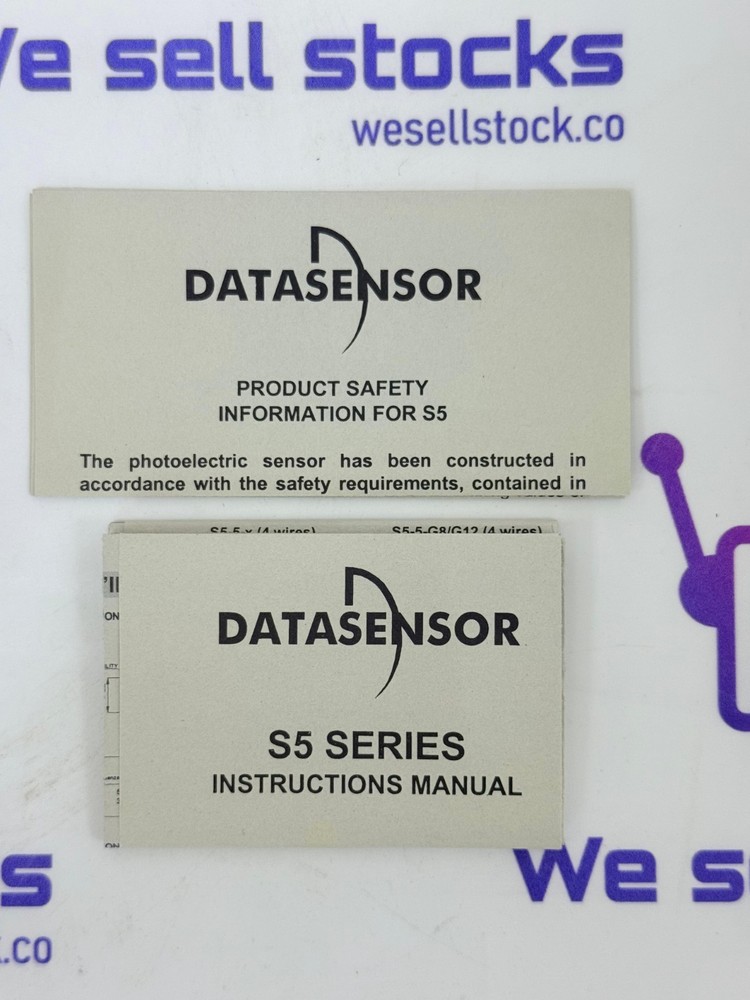 We sell stocks
wesellstock.co
DATASENSOR
PRODUCT SAFETY
INFORMATION FOR S5
The photoelectric sensor has been constructed in
accordance with the safety requirements, contained in
S5-5-x (4 wires) S5-5-G8/G12 (4 wires)
ON
DATASENSOR
S5 SERIES
INSTRUCTIONS MANUAL
ON
We s
s
.co